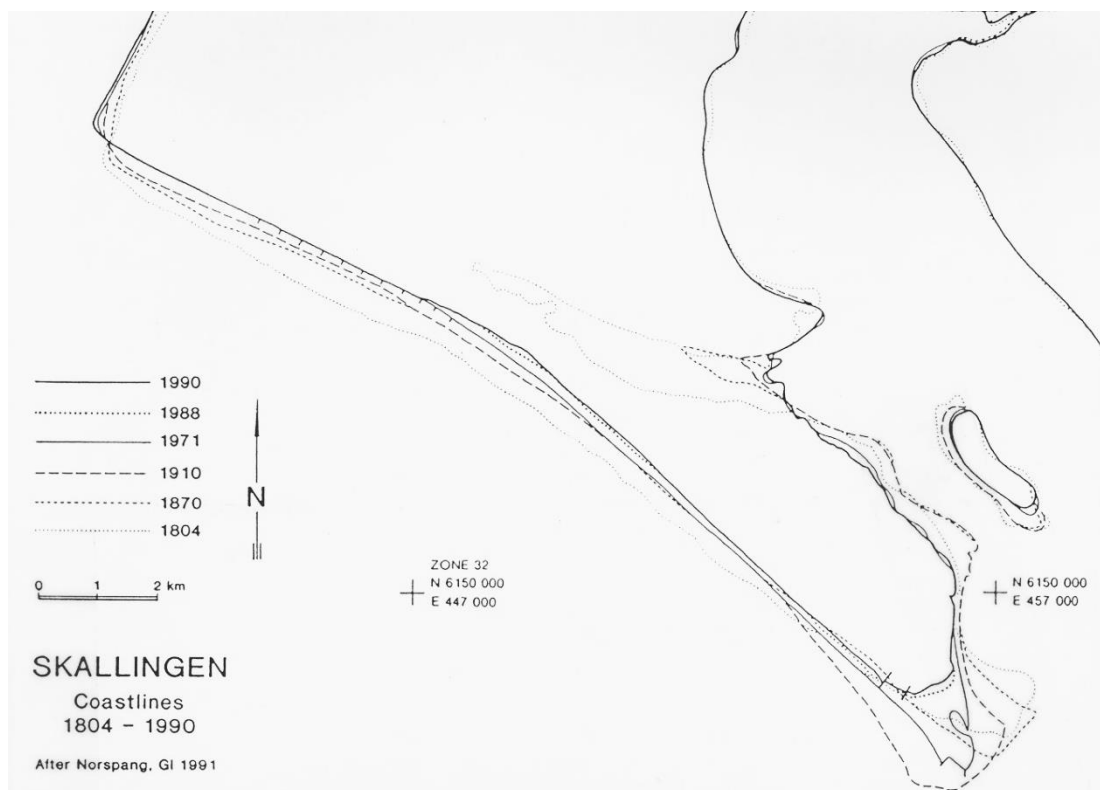 1990
1988
1971
1910
1870
1804
N
0 1 2 km
ZONE 32
N 6150 000
E 447 000
N 6150 000
E 457 000
SKALLINGEN
Coastlines
1804 - 1990
After Norspang, GI 1991